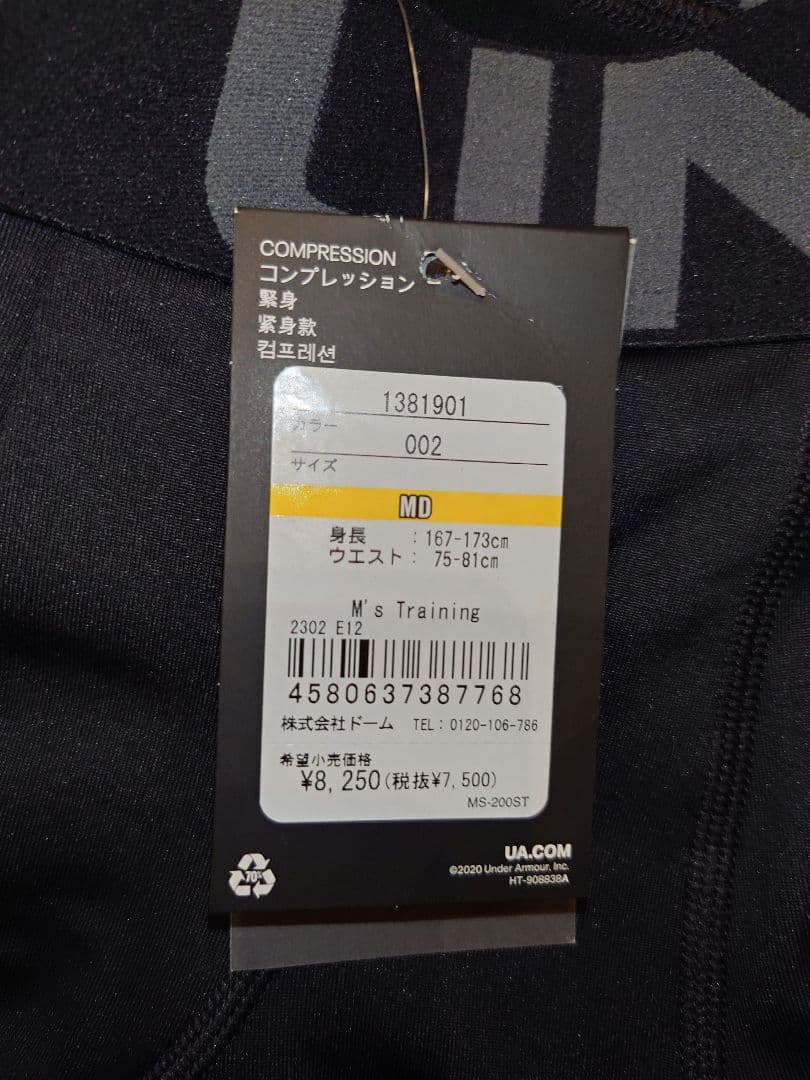 UN
COMPRESSION
コンプレッション
緊身
紧身款
컴프레션
1381901
カラー
002
サイズ
MD
身長 : 167-173cm
ウエスト : 75-81cm
M's Training
2302 E12
4580637387768
株式会社ドーム TEL: 0120-106-786
希望小売価格
¥8,250(税抜¥7,500)
MS-200ST
UA.COM
©2020 Under Armour, Inc.
HT-908838A
70%